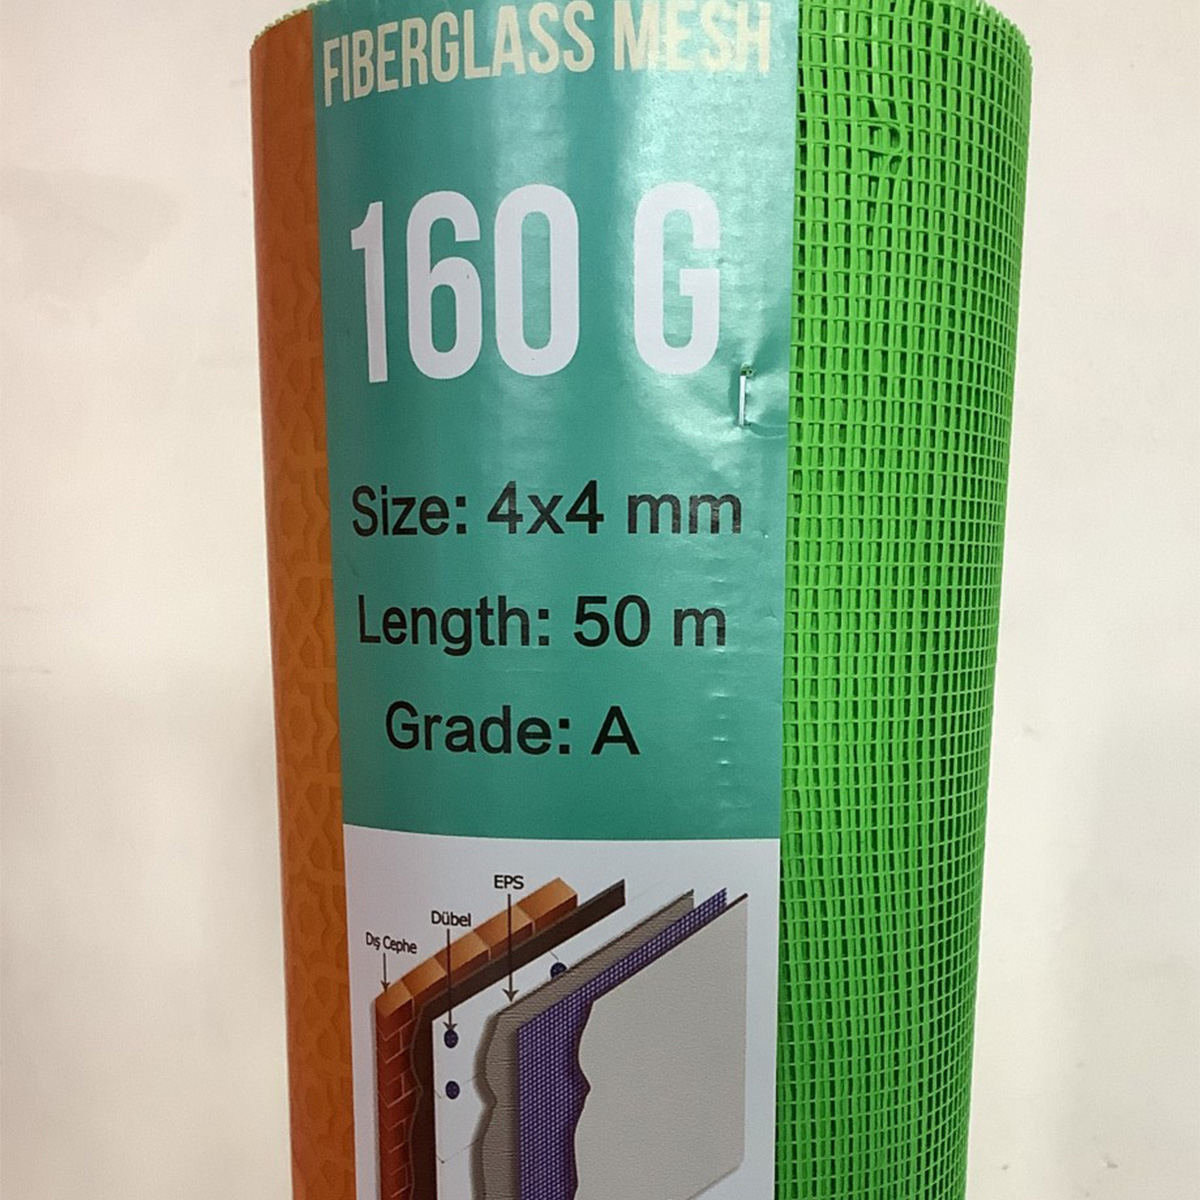 FIBERGLASS MESH
160 G
Size: 4x4 mm
Length: 50 m
Grade: A
EPS
Dübel
Dış Cephe